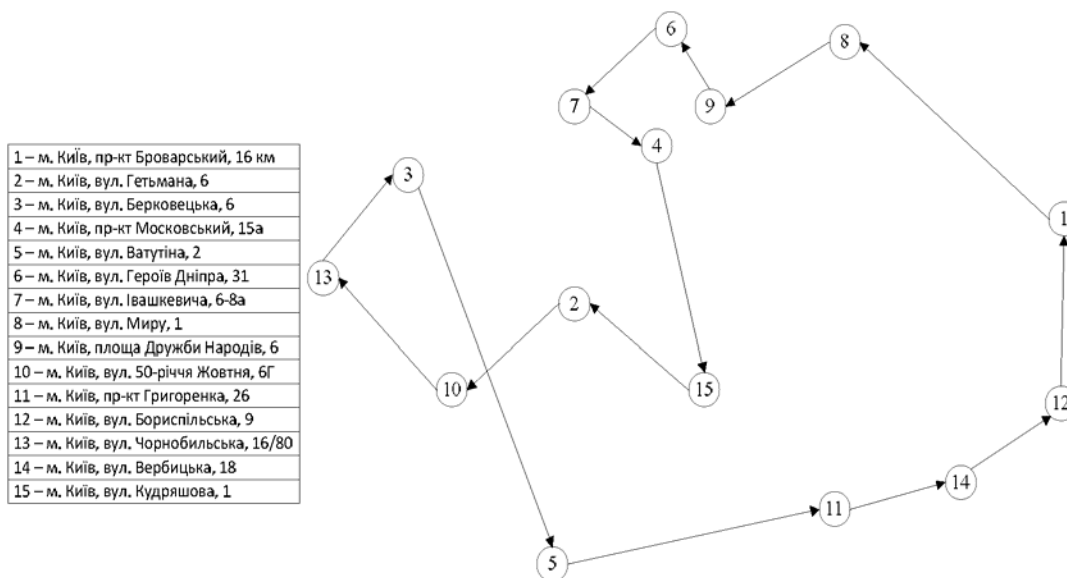 1 – м. Київ, пр-кт Броварський, 16 км
2 – м. Київ, вул. Гетьмана, 6
3 – м. Київ, вул. Берковецька, 6
4 – м. Київ, пр-кт Московський, 15а
5 – м. Київ, вул. Ватутіна, 2
6 – м. Київ, вул. Героїв Дніпра, 31
7 – м. Київ, вул. Івашкевича, 6-8а
8 – м. Київ, вул. Миру, 1
9 – м. Київ, площа Дружби Народів, 6
10 – м. Київ, вул. 50-річчя Жовтня, 6Г
11 – м. Київ, пр-кт Григоренка, 26
12 – м. Київ, вул. Бориспільська, 9
13 – м. Київ, вул. Чорнобильська, 16/80
14 – м. Київ, вул. Вербицька, 18
15 – м. Київ, вул. Кудряшова, 1
6
8
7
9
4
3
1
13
2
10
15
12
14
11
5